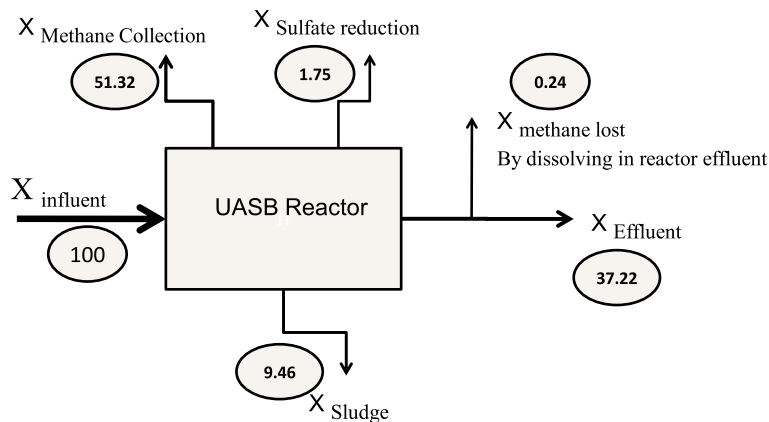 X Methane Collection
51.32
X Sulfate reduction
1.75
0.24
X methane lost
By dissolving in reactor effluent
X influent
100
UASB Reactor
X Effluent
37.22
9.46
X Sludge